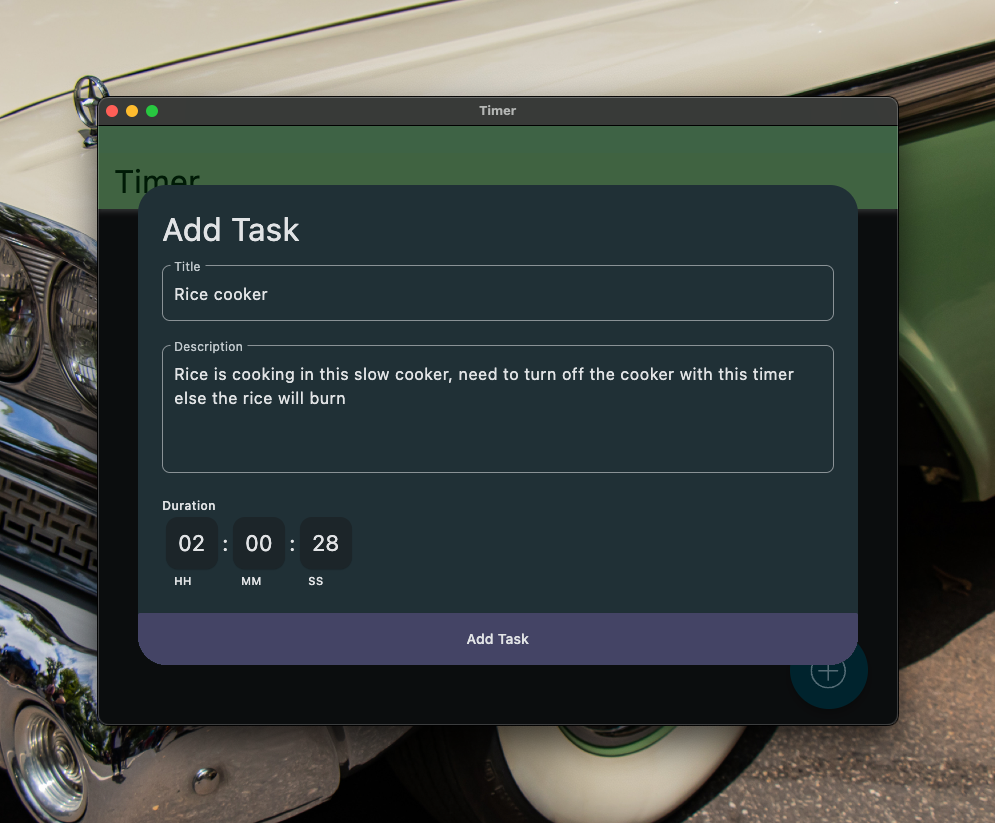 Timer
Timer
Add Task
Title
Rice cooker
Description
Rice is cooking in this slow cooker, need to turn off the cooker with this timer
else the rice will burn
Duration
02 : 00 : 28
HH MM SS
Add Task